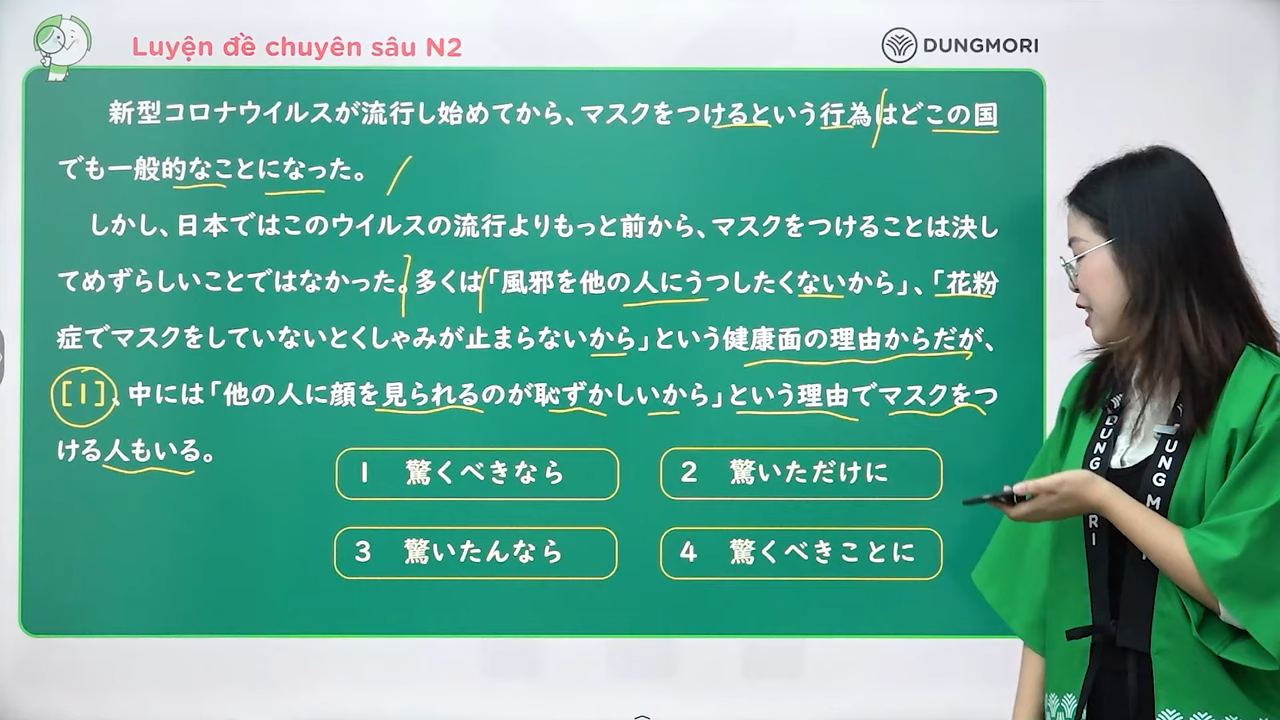 Luyện đề chuyên sâu N2
DUNGMORI
新型コロナウイルスが流行し始めてから、マスクをつけるという行為はどこの国
でも一般的なことになった。
しかし、日本ではこのウイルスの流行よりもっと前から、マスクをつけることは決し
てめずらしいことではなかった。多くは「風邪を他の人にうつしたくないから」、「花粉
症でマスクをしていないとくしゃみが止まらないから」という健康面の理由からだが、
[1]、中には「他の人に顔を見られるのが恥ずかしいから」という理由でマスクをつ
ける人もいる。
1 驚くべきなら
2 驚いただけに
3 驚いたんなら
4 驚くべきことに